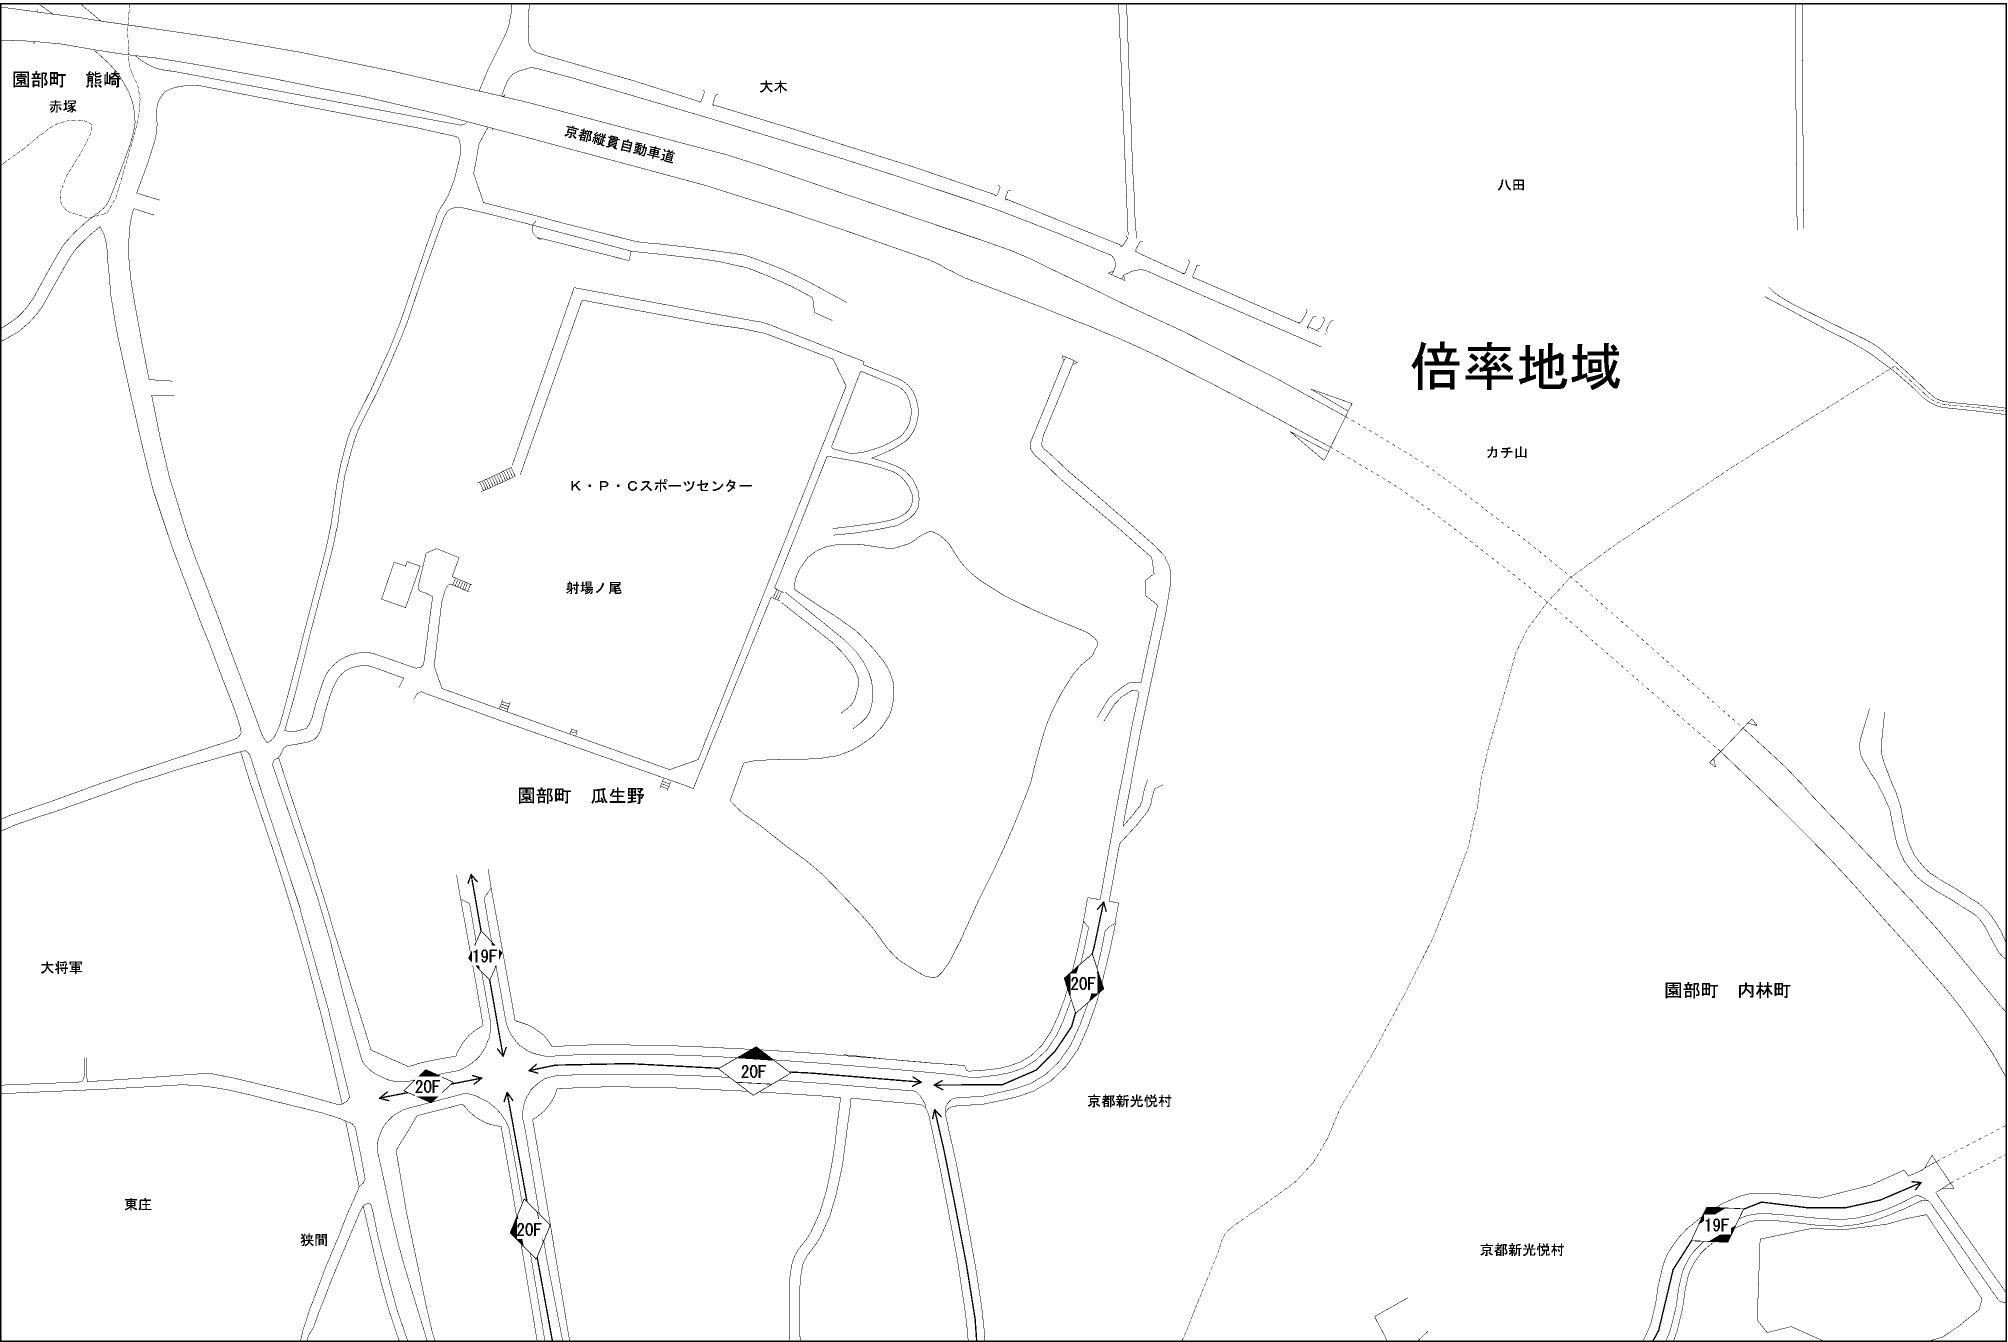 園部町　熊崎
赤塚
大木
京都縦貫自動車道
八田
倍率地域
カチ山
Ｋ・Ｐ・Ｃスポーツセンター
射場ノ尾
園部町　瓜生野
19F
大将軍
20F
園部町　内林町
20F
20F
京都新光悦村
東庄
狭間
20F
19F
京都新光悦村